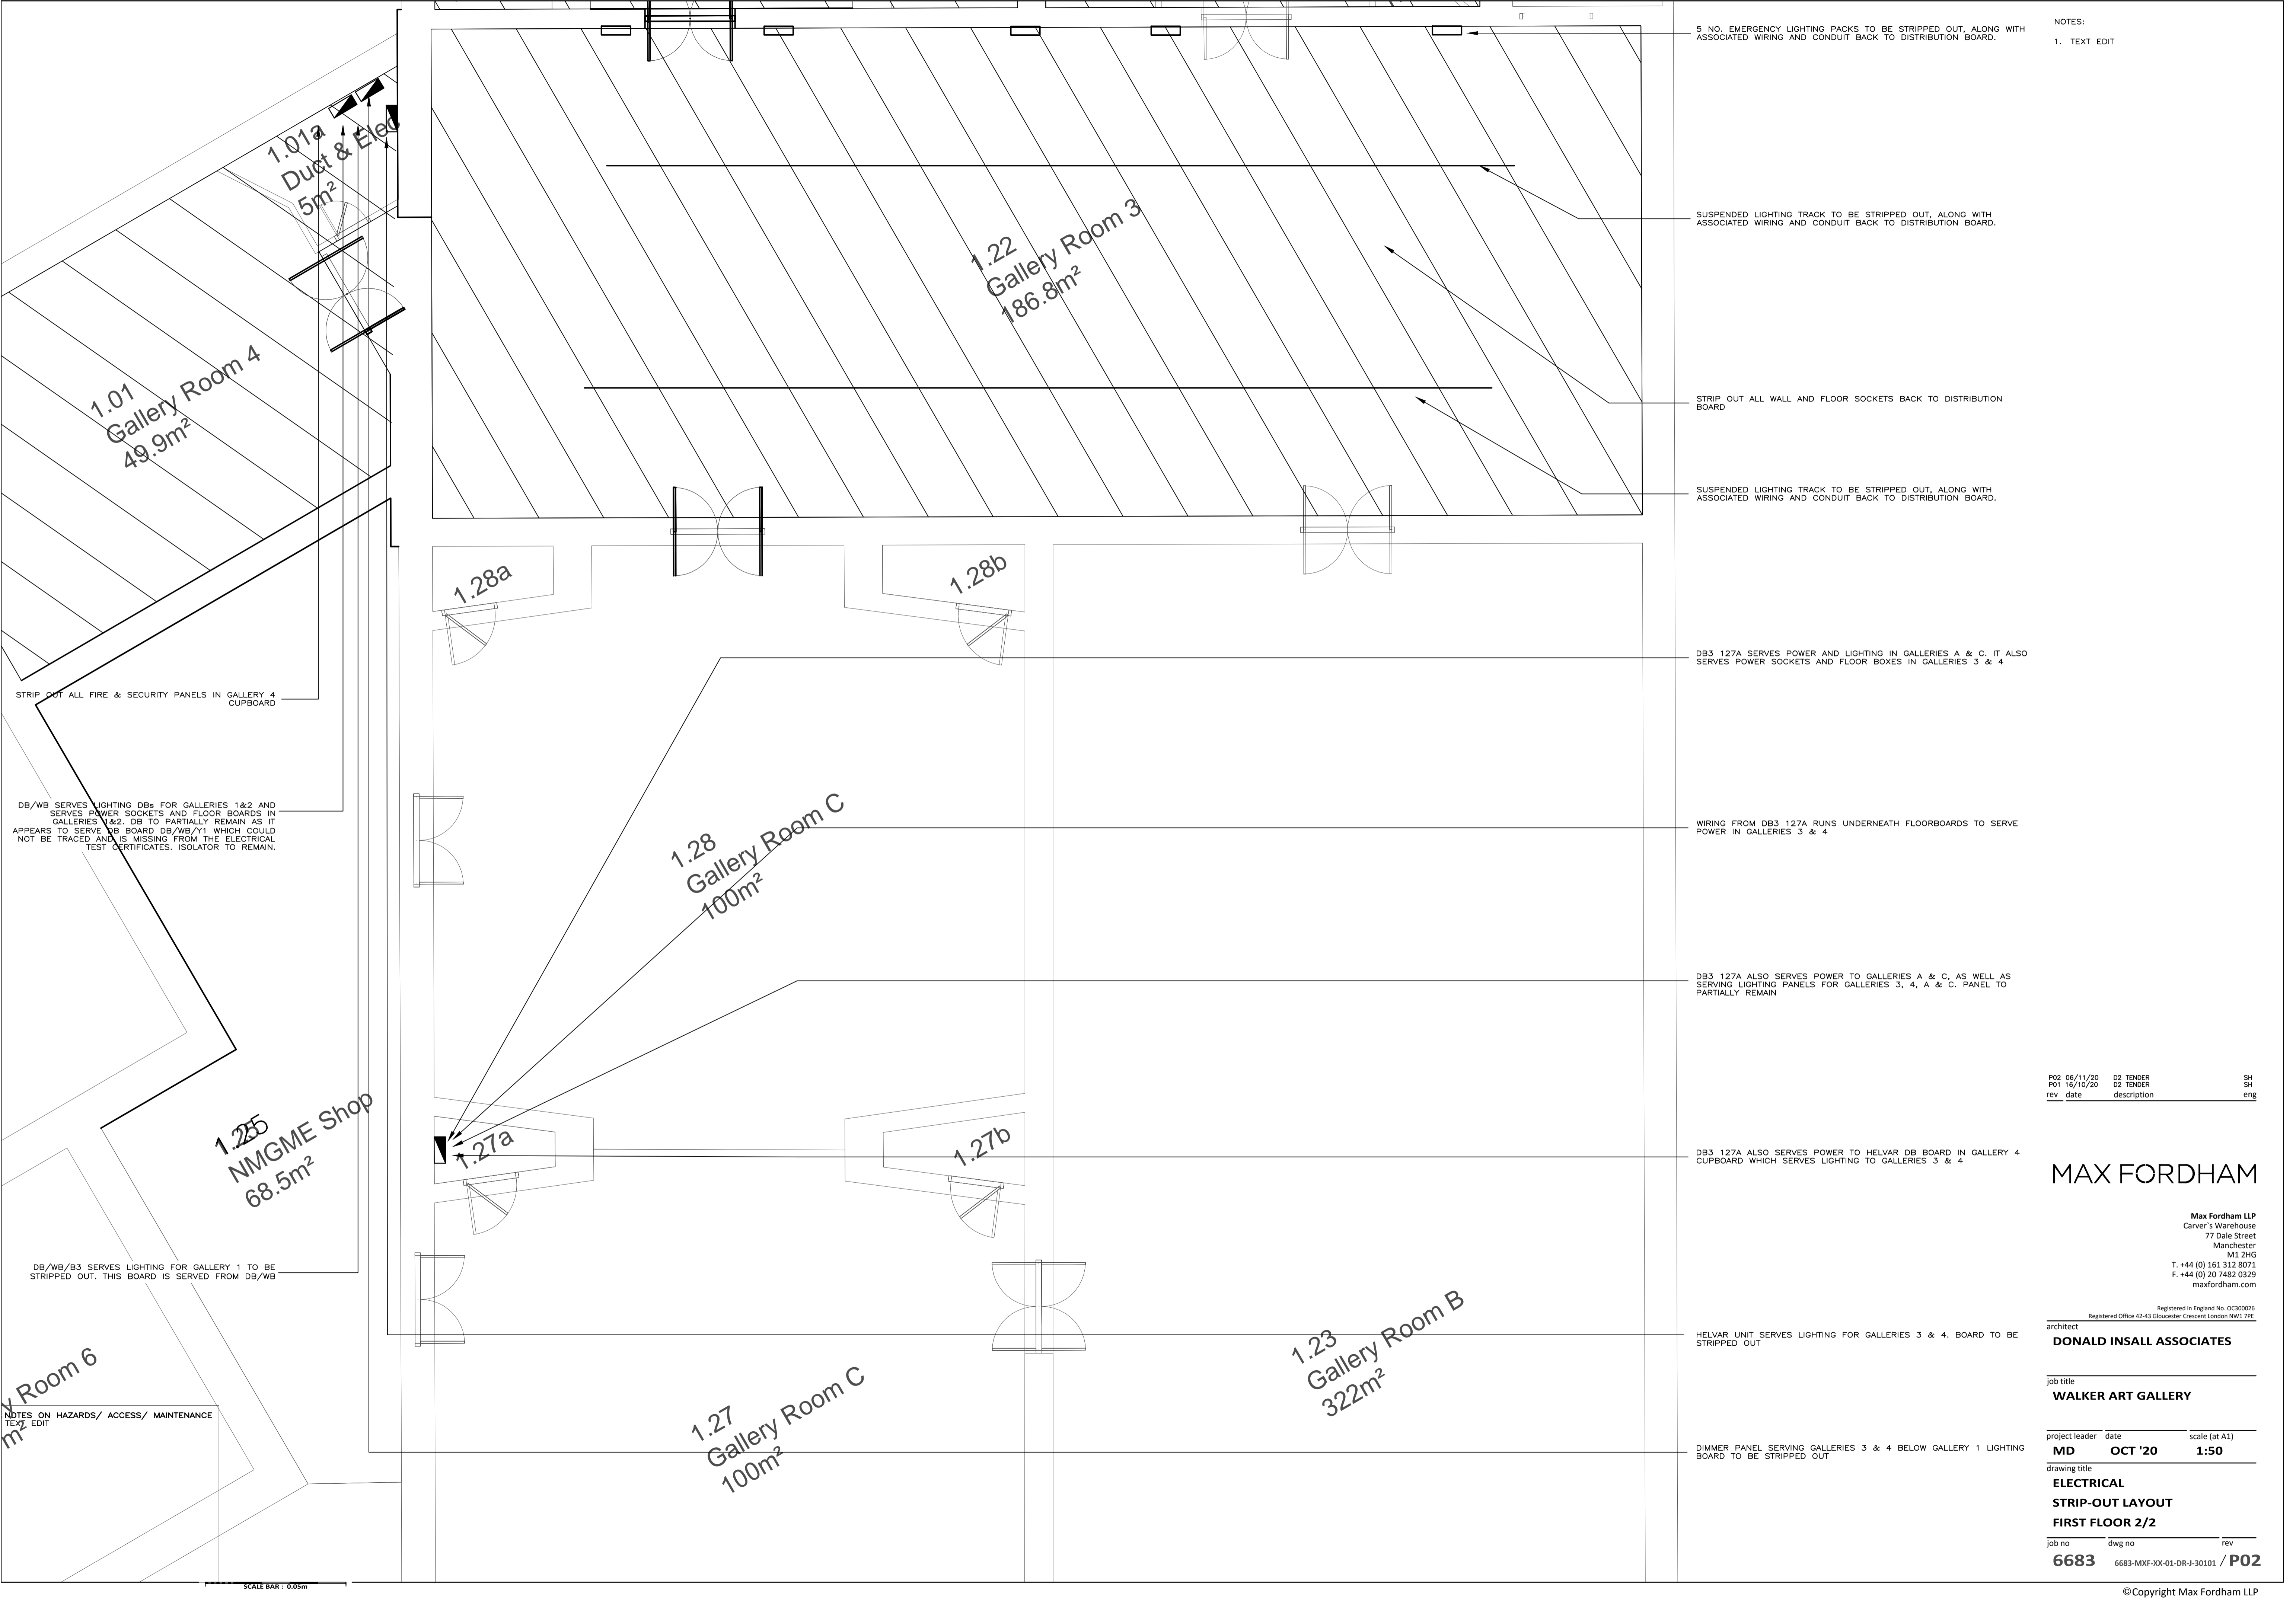 5 NO. EMERGENCY LIGHTING PACKS TO BE STRIPPED OUT, ALONG WITH
ASSOCIATED WIRING AND CONDUIT BACK TO DISTRIBUTION BOARD.
NOTES:
1. TEXT EDIT
1.01a
Duct & Elec
5m²
1.22
Gallery Room 3
186.8m²
SUSPENDED LIGHTING TRACK TO BE STRIPPED OUT, ALONG WITH
ASSOCIATED WIRING AND CONDUIT BACK TO DISTRIBUTION BOARD.
1.01
Gallery Room 4
49.9m²
STRIP OUT ALL WALL AND FLOOR SOCKETS BACK TO DISTRIBUTION
BOARD
SUSPENDED LIGHTING TRACK TO BE STRIPPED OUT, ALONG WITH
ASSOCIATED WIRING AND CONDUIT BACK TO DISTRIBUTION BOARD.
1.28a
1.28b
DB3 127A SERVES POWER AND LIGHTING IN GALLERIES A & C. IT ALSO
SERVES POWER SOCKETS AND FLOOR BOXES IN GALLERIES 3 & 4
STRIP OUT ALL FIRE & SECURITY PANELS IN GALLERY 4
CUPBOARD
DB/WB SERVES LIGHTING DBs FOR GALLERIES 1&2 AND
SERVES POWER SOCKETS AND FLOOR BOARDS IN
GALLERIES 1&2. DB TO PARTIALLY REMAIN AS IT
APPEARS TO SERVE DB BOARD DB/WB/Y1 WHICH COULD
NOT BE TRACED AND IS MISSING FROM THE ELECTRICAL
TEST CERTIFICATES. ISOLATOR TO REMAIN.
1.28
Gallery Room C
100m²
WIRING FROM DB3 127A RUNS UNDERNEATH FLOORBOARDS TO SERVE
POWER IN GALLERIES 3 & 4
DB3 127A ALSO SERVES POWER TO GALLERIES A & C, AS WELL AS
SERVING LIGHTING PANELS FOR GALLERIES 3, 4, A & C. PANEL TO
PARTIALLY REMAIN
1.25
NMGME Shop
68.5m²
1.27a
1.27b
DB3 127A ALSO SERVES POWER TO HELVAR DB BOARD IN GALLERY 4
CUPBOARD WHICH SERVES LIGHTING TO GALLERIES 3 & 4
DB/WB/B3 SERVES LIGHTING FOR GALLERY 1 TO BE
STRIPPED OUT. THIS BOARD IS SERVED FROM DB/WB
HELVAR UNIT SERVES LIGHTING FOR GALLERIES 3 & 4. BOARD TO BE
STRIPPED OUT
1.23
Gallery Room B
322m²
y Room 6
m²
NOTES ON HAZARDS/ ACCESS/ MAINTENANCE
TEXT EDIT
1.27
Gallery Room C
100m²
DIMMER PANEL SERVING GALLERIES 3 & 4 BELOW GALLERY 1 LIGHTING
BOARD TO BE STRIPPED OUT
SCALE BAR : 0.05m
P02 06/11/20 D2 TENDER SH
P01 16/10/20 D2 TENDER SH
rev date description eng
MAX FORDHAM
Max Fordham LLP
Carver`s Warehouse
77 Dale Street
Manchester
M1 2HG
T. +44 (0) 161 312 8071
F. +44 (0) 20 7482 0329
maxfordham.com
Registered in England No. OC300026
Registered Office 42-43 Gloucester Crescent London NW1 7PE
architect
DONALD INSALL ASSOCIATES
job title
WALKER ART GALLERY
project leader date scale (at A1)
MD OCT '20 1:50
drawing title
ELECTRICAL
STRIP-OUT LAYOUT
FIRST FLOOR 2/2
job no dwg no rev
6683 6683-MXF-XX-01-DR-J-30101 / P02
©Copyright Max Fordham LLP